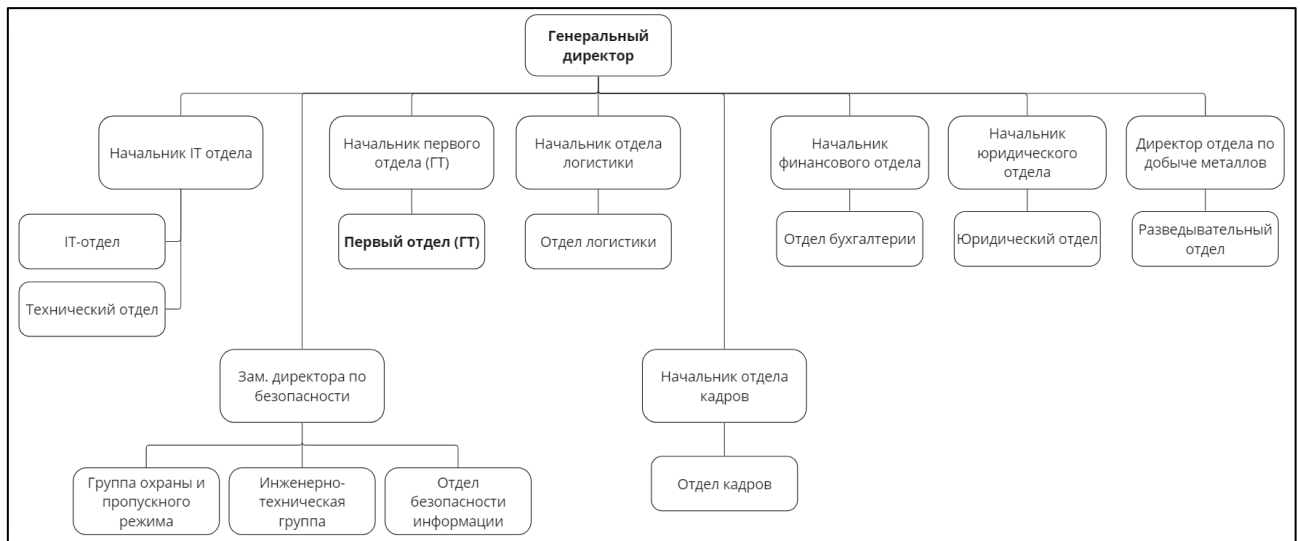 Генеральный
директор
Начальник IT отдела
Начальник первого
отдела (ГТ)
Начальник отдела
логистики
Начальник
финансового отдела
Начальник
юридического
отдела
Директор отдела по
добыче металлов
IT-отдел
Первый отдел (ГТ)
Отдел логистики
Отдел бухгалтерии
Юридический отдел
Разведывательный
отдел
Технический отдел
Зам. директора по
безопасности
Начальник отдела
кадров
Группа охраны и
пропускного
режима
Инженерно-
техническая
группа
Отдел
безопасности
информации
Отдел кадров